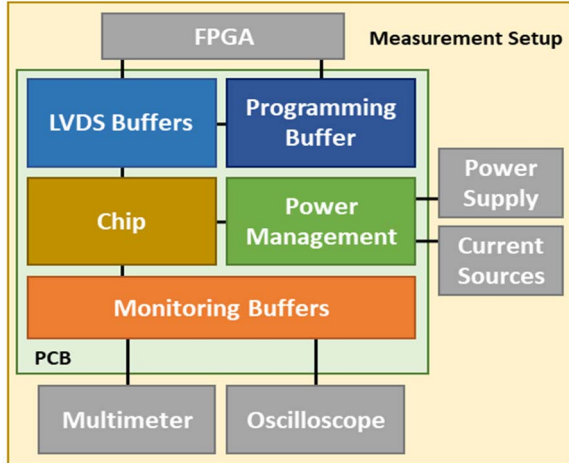 FPGA
Measurement Setup
LVDS Buffers
Programming
Buffer
Power
Supply
Chip
Power
Management
Current
Sources
Monitoring Buffers
PCB
Multimeter
Oscilloscope